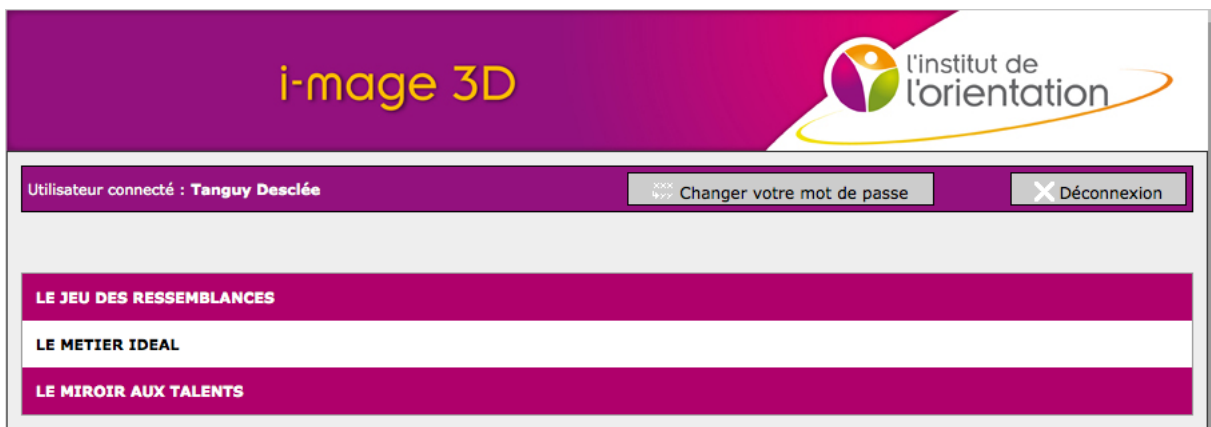 i-mage 3D
l'institut de
l'orientation
Utilisateur connecté : Tanguy Desclée
Changer votre mot de passe
Déconnexion
LE JEU DES RESSEMBLANCES
LE METIER IDEAL
LE MIROIR AUX TALENTS